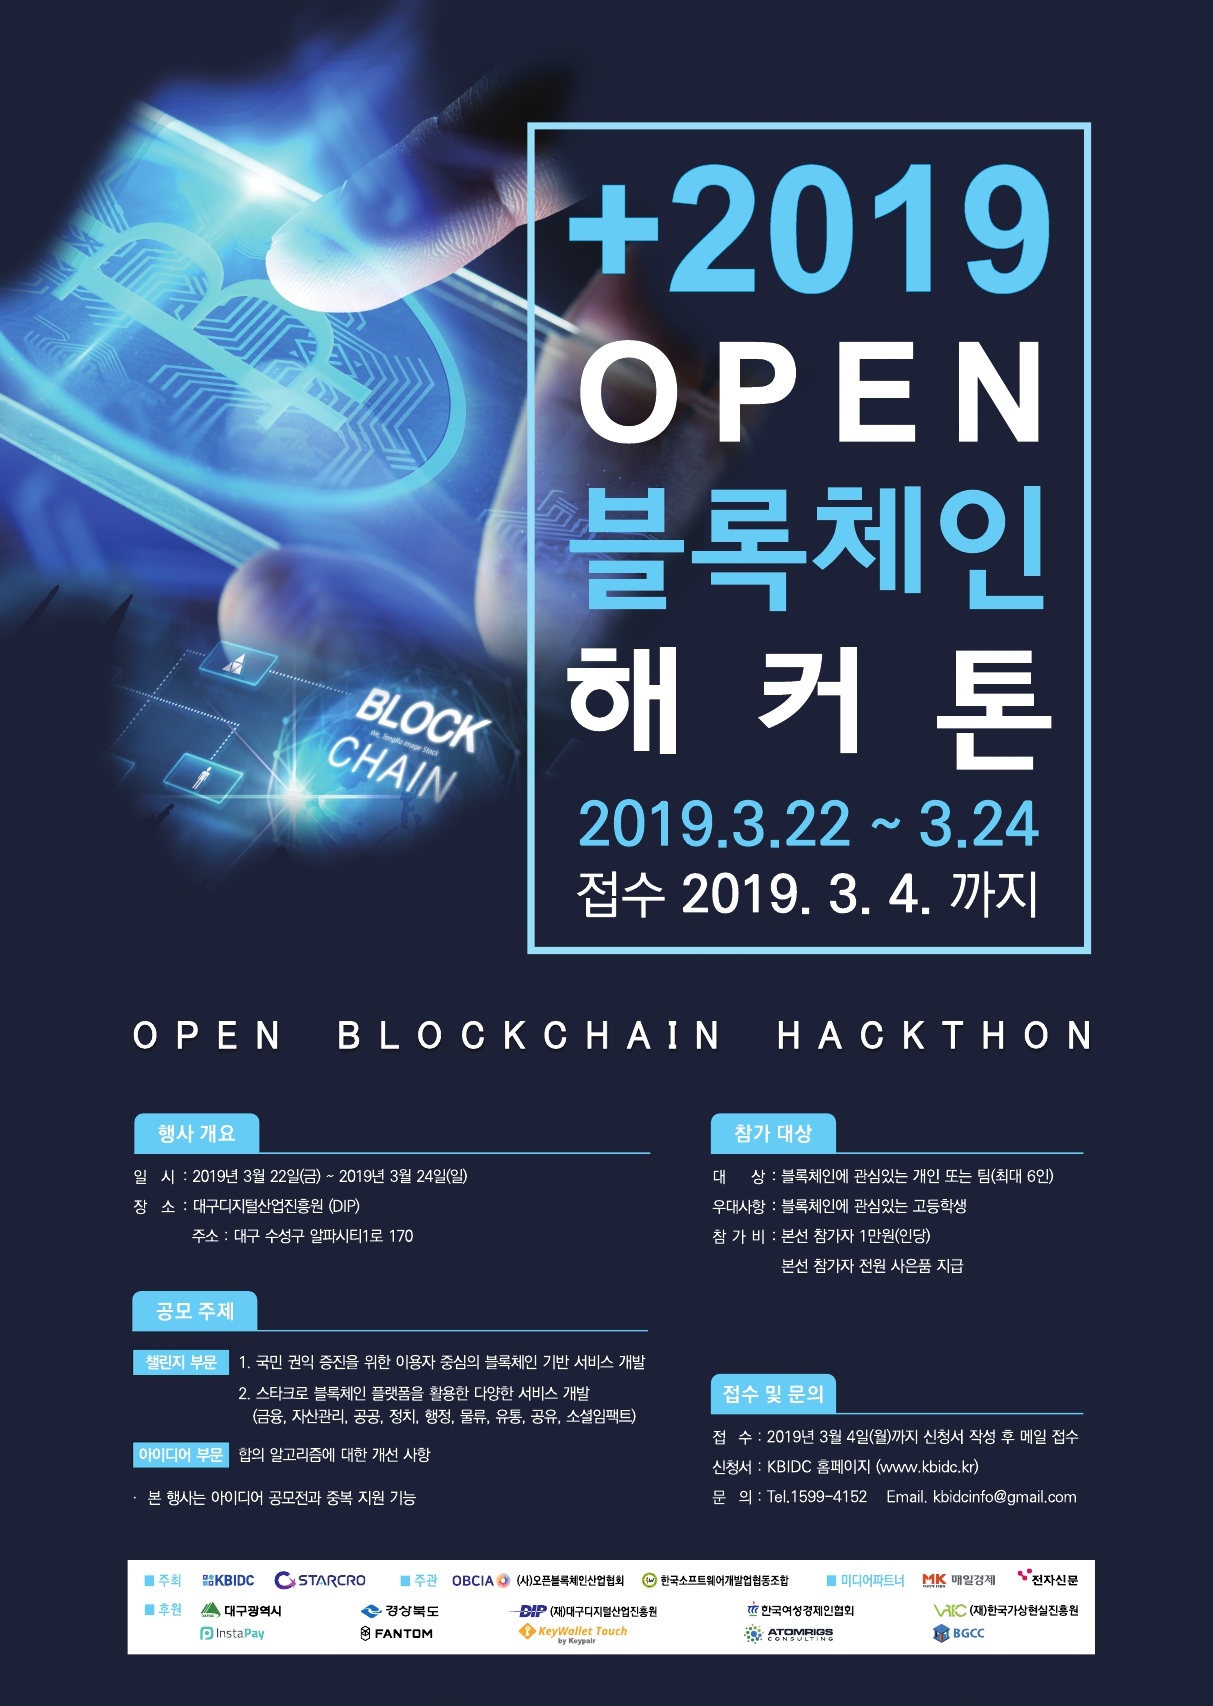 +2019
OPEN
블록체인
해커톤
2019.3.22 ~ 3.24
접수 2019. 3. 4. 까지
BLOCK
CHAIN
OPEN BLOCKCHAIN HACKTHON
행사 개요
일 시 : 2019년 3월 22일(금) ~ 2019년 3월 24일(일)
장 소 : 대구디지털산업진흥원 (DIP)
주소 : 대구 수성구 알파시티1로 170
참가 대상
대 상 : 블록체인에 관심있는 개인 또는 팀(최대 6인)
우대사항 : 블록체인에 관심있는 고등학생
참 가 비 : 본선 참가자 1만원(인당)
본선 참가자 전원 사은품 지급
공모 주제
챌린지 부문 1. 국민 권익 증진을 위한 이용자 중심의 블록체인 기반 서비스 개발
2. 스타크로 블록체인 플랫폼을 활용한 다양한 서비스 개발
(금융, 자산관리, 공공, 정치, 행정, 물류, 유통, 공유, 소셜임팩트)
아이디어 부문 합의 알고리즘에 대한 개선 사항
· 본 행사는 아이디어 공모전과 중복 지원 기능
접수 및 문의
접 수 : 2019년 3월 4일(월)까지 신청서 작성 후 메일 접수
신청서 : KBIDC 홈페이지 (www.kbidc.kr)
문 의 : Tel.1599-4152 Email. kbidcinfo@gmail.com
주최 KBIDC STARCRO 주관 OBCIA (사)오픈블록체인산업협회 한국소프트웨어개발업협동조합 미디어파트너 MK 매일경제 전자신문
후원 대구광역시 경상북도 DIP (재)대구디지털산업진흥원 한국여성경제인협회 VRIC (재)한국가상현실진흥원
InstaPay FANTOM KeyWallet Touch by Keypair ATOMRIGS CONSULTING BGCC